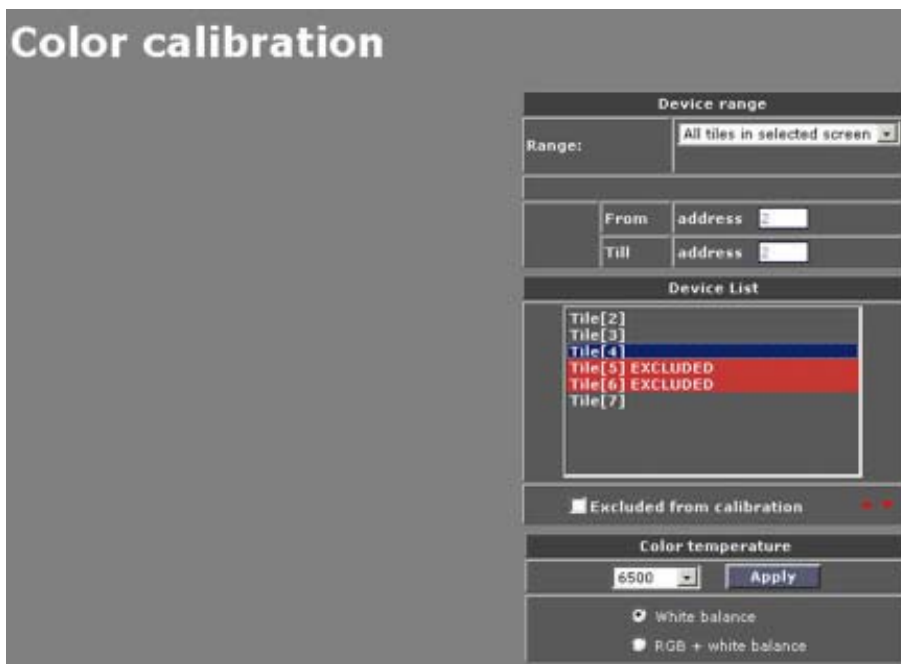 Color calibration
Device range
Range: All tiles in selected screen
From address 2
Till address
Device List
Tile[2]
Tile[3]
Tile[4]
Tile[5] EXCLUDED
Tile[6] EXCLUDED
Tile[7]
Excluded from calibration
Color temperature
6500 Apply
White balance
RGB + white balance